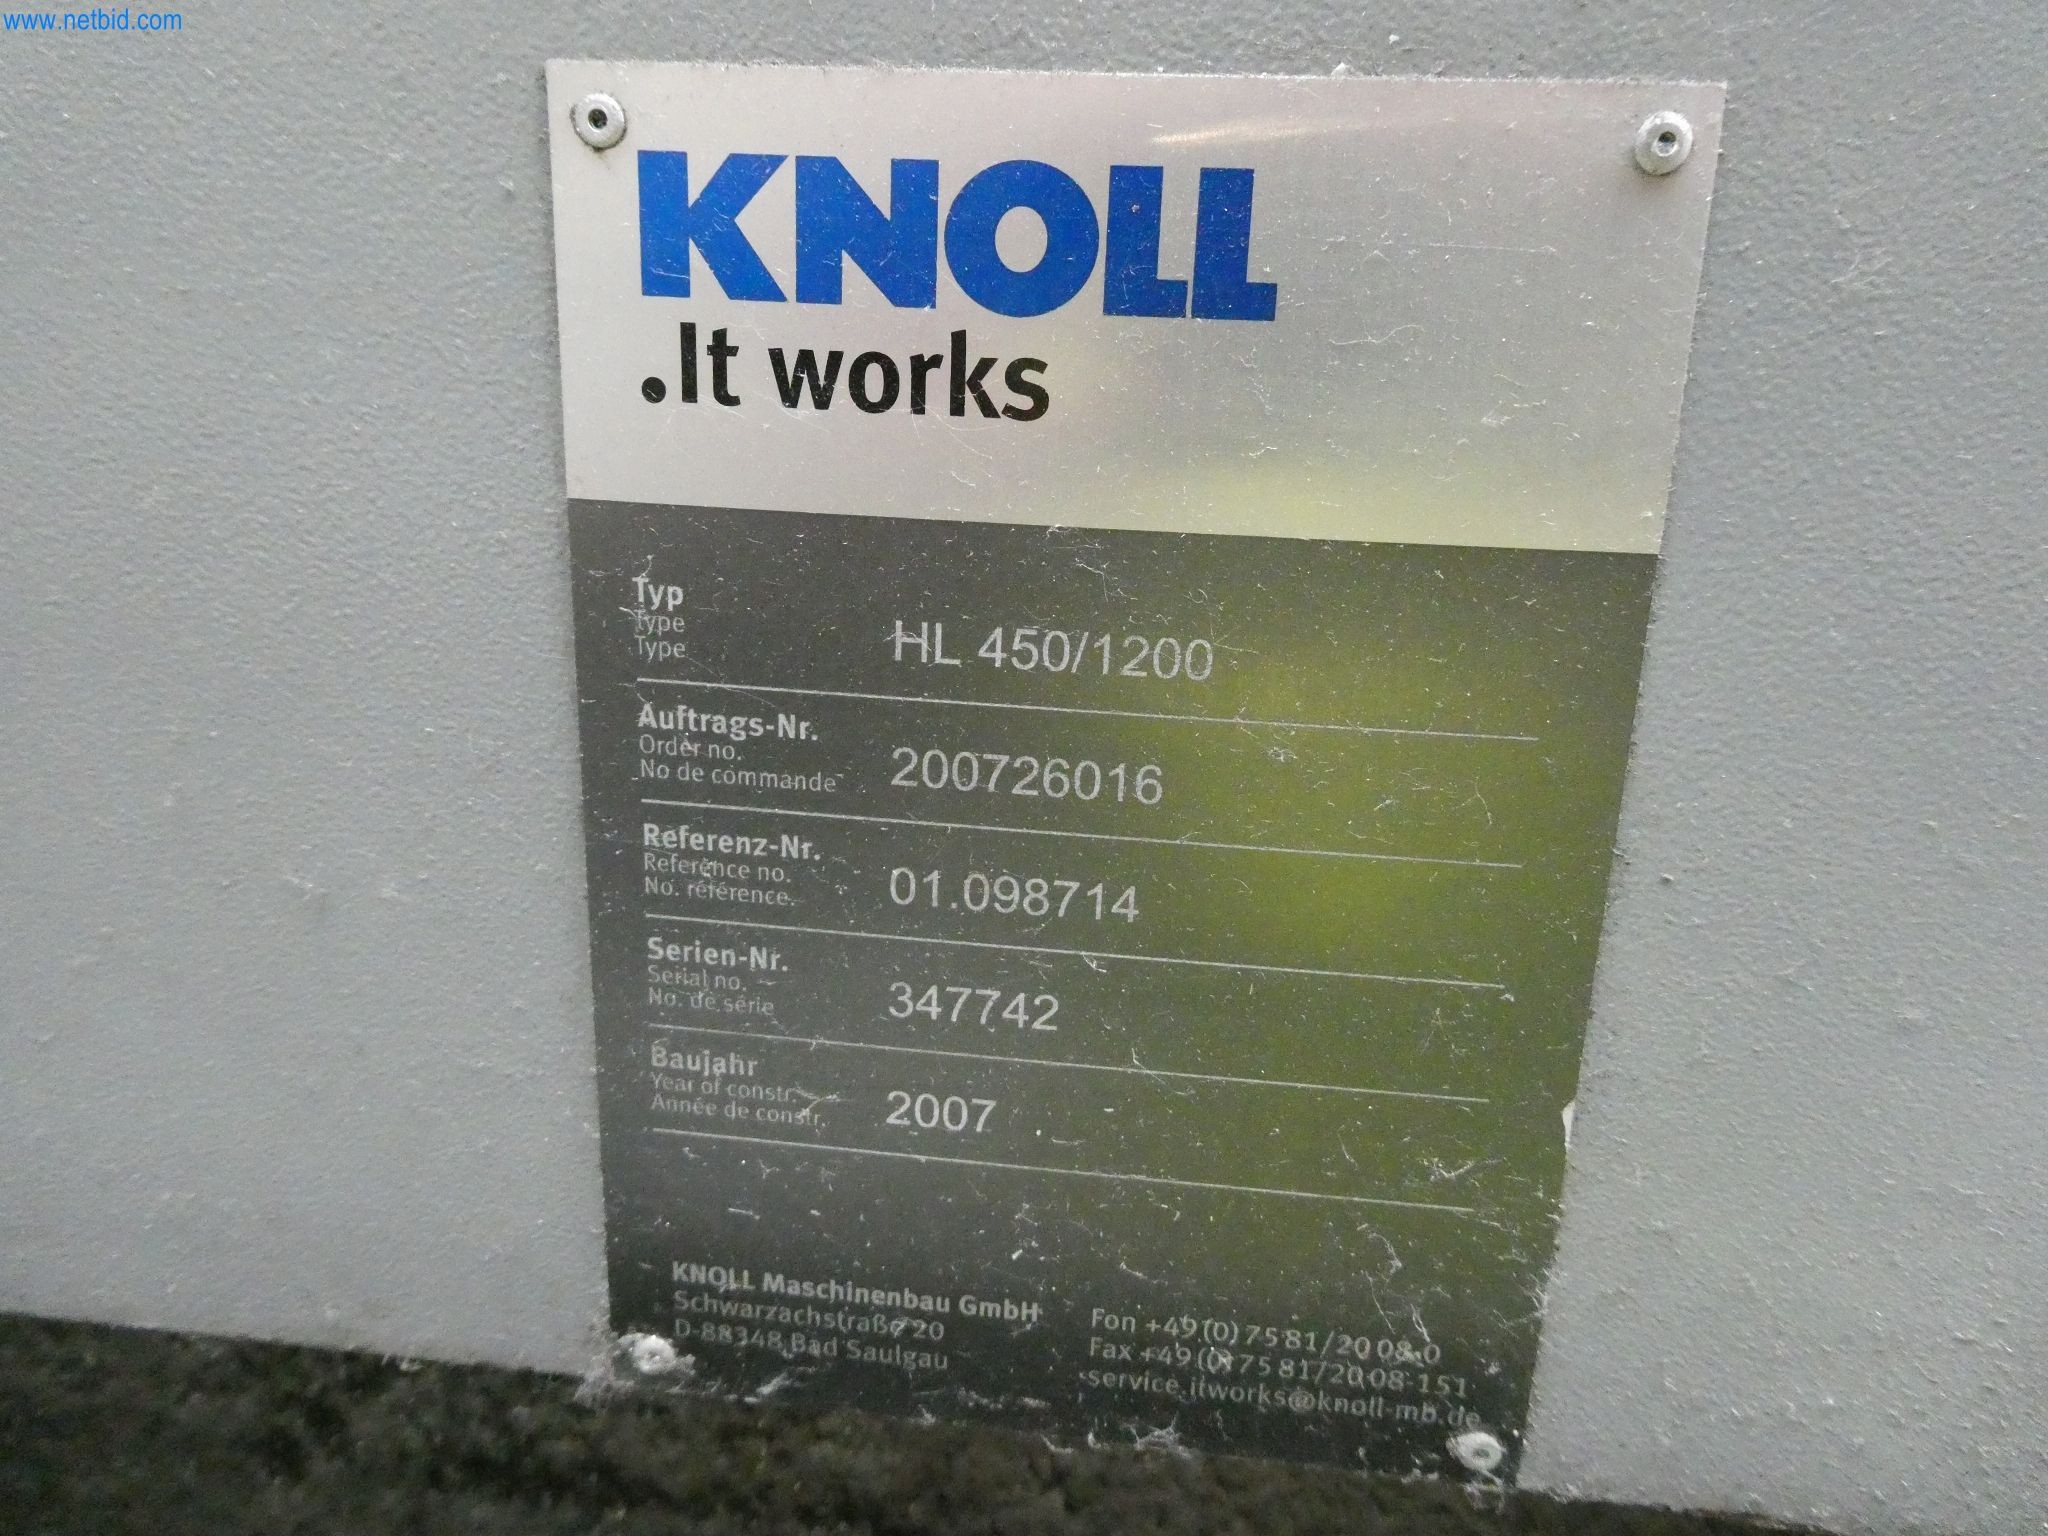 www.netbid.com
KNOLL
.It works
Typ
Type
Type
HL 450/1200
Auftrags-Nr.
Order no.
No de commande
200726016
Referenz-Nr.
Reference no.
No. référence.
01.098714
Serien-Nr.
Serial no.
No. de série
347742
Baujahr
Year of constr.
Année de constr.
2007
KNOLL Maschinenbau GmbH
Schwarzachstraße 20
D-88348 Bad Saulgau
Fon +49 (0) 75 81/20 08-0
Fax +49 (0) 75 81/20 08-151
service.itworks@knoll-mb.de